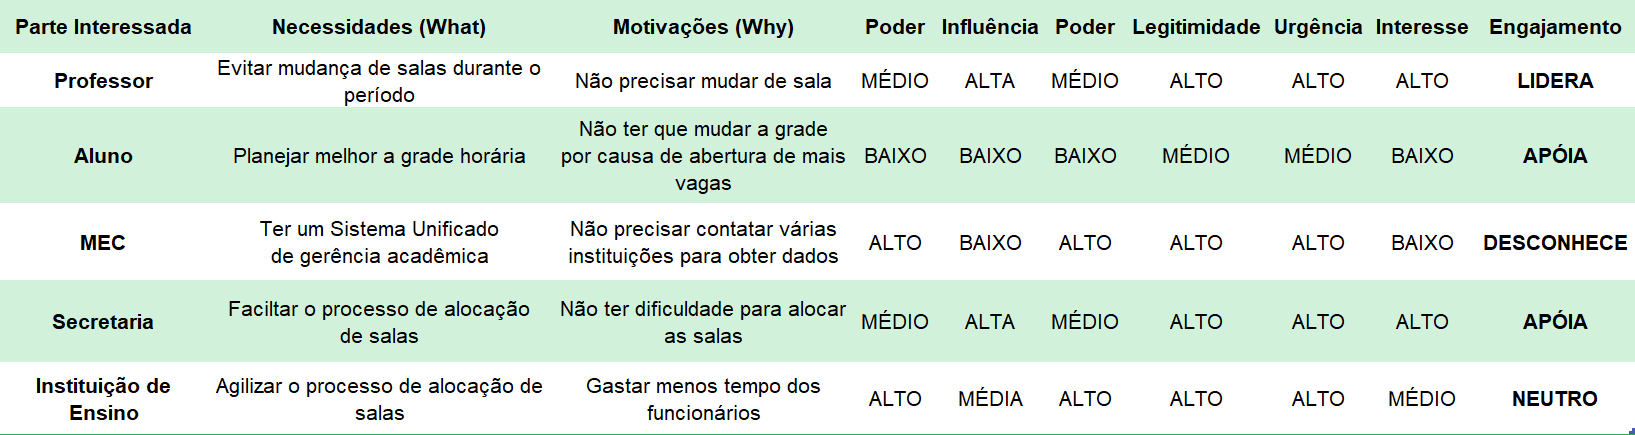 Parte Interessada Necessidades (What) Motivações (Why) Poder Influência Poder Legitimidade Urgência Interesse Engajamento
Professor
Evitar mudança de salas durante o
período
Não precisar mudar de sala
MÉDIO ALTA MÉDIO ALTO ALTO ALTO LIDERA
Aluno
Planejar melhor a grade horária
Não ter que mudar a grade
por causa de abertura de mais
vagas
BAIXO BAIXO BAIXO MÉDIO MÉDIO BAIXO APÓIA
MEC
Ter um Sistema Unificado
de gerência acadêmica
Não precisar contatar várias
instituições para obter dados
ALTO BAIXO ALTO ALTO ALTO BAIXO DESCONHECE
Secretaria
Faciltar o processo de alocação
de salas
Não ter dificuldade para alocar
as salas
MÉDIO ALTA MÉDIO ALTO ALTO ALTO APÓIA
Instituição de
Ensino
Agilizar o processo de alocação de
salas
Gastar menos tempo dos
funcionários
ALTO MÉDIA ALTO ALTO ALTO MÉDIO NEUTRO